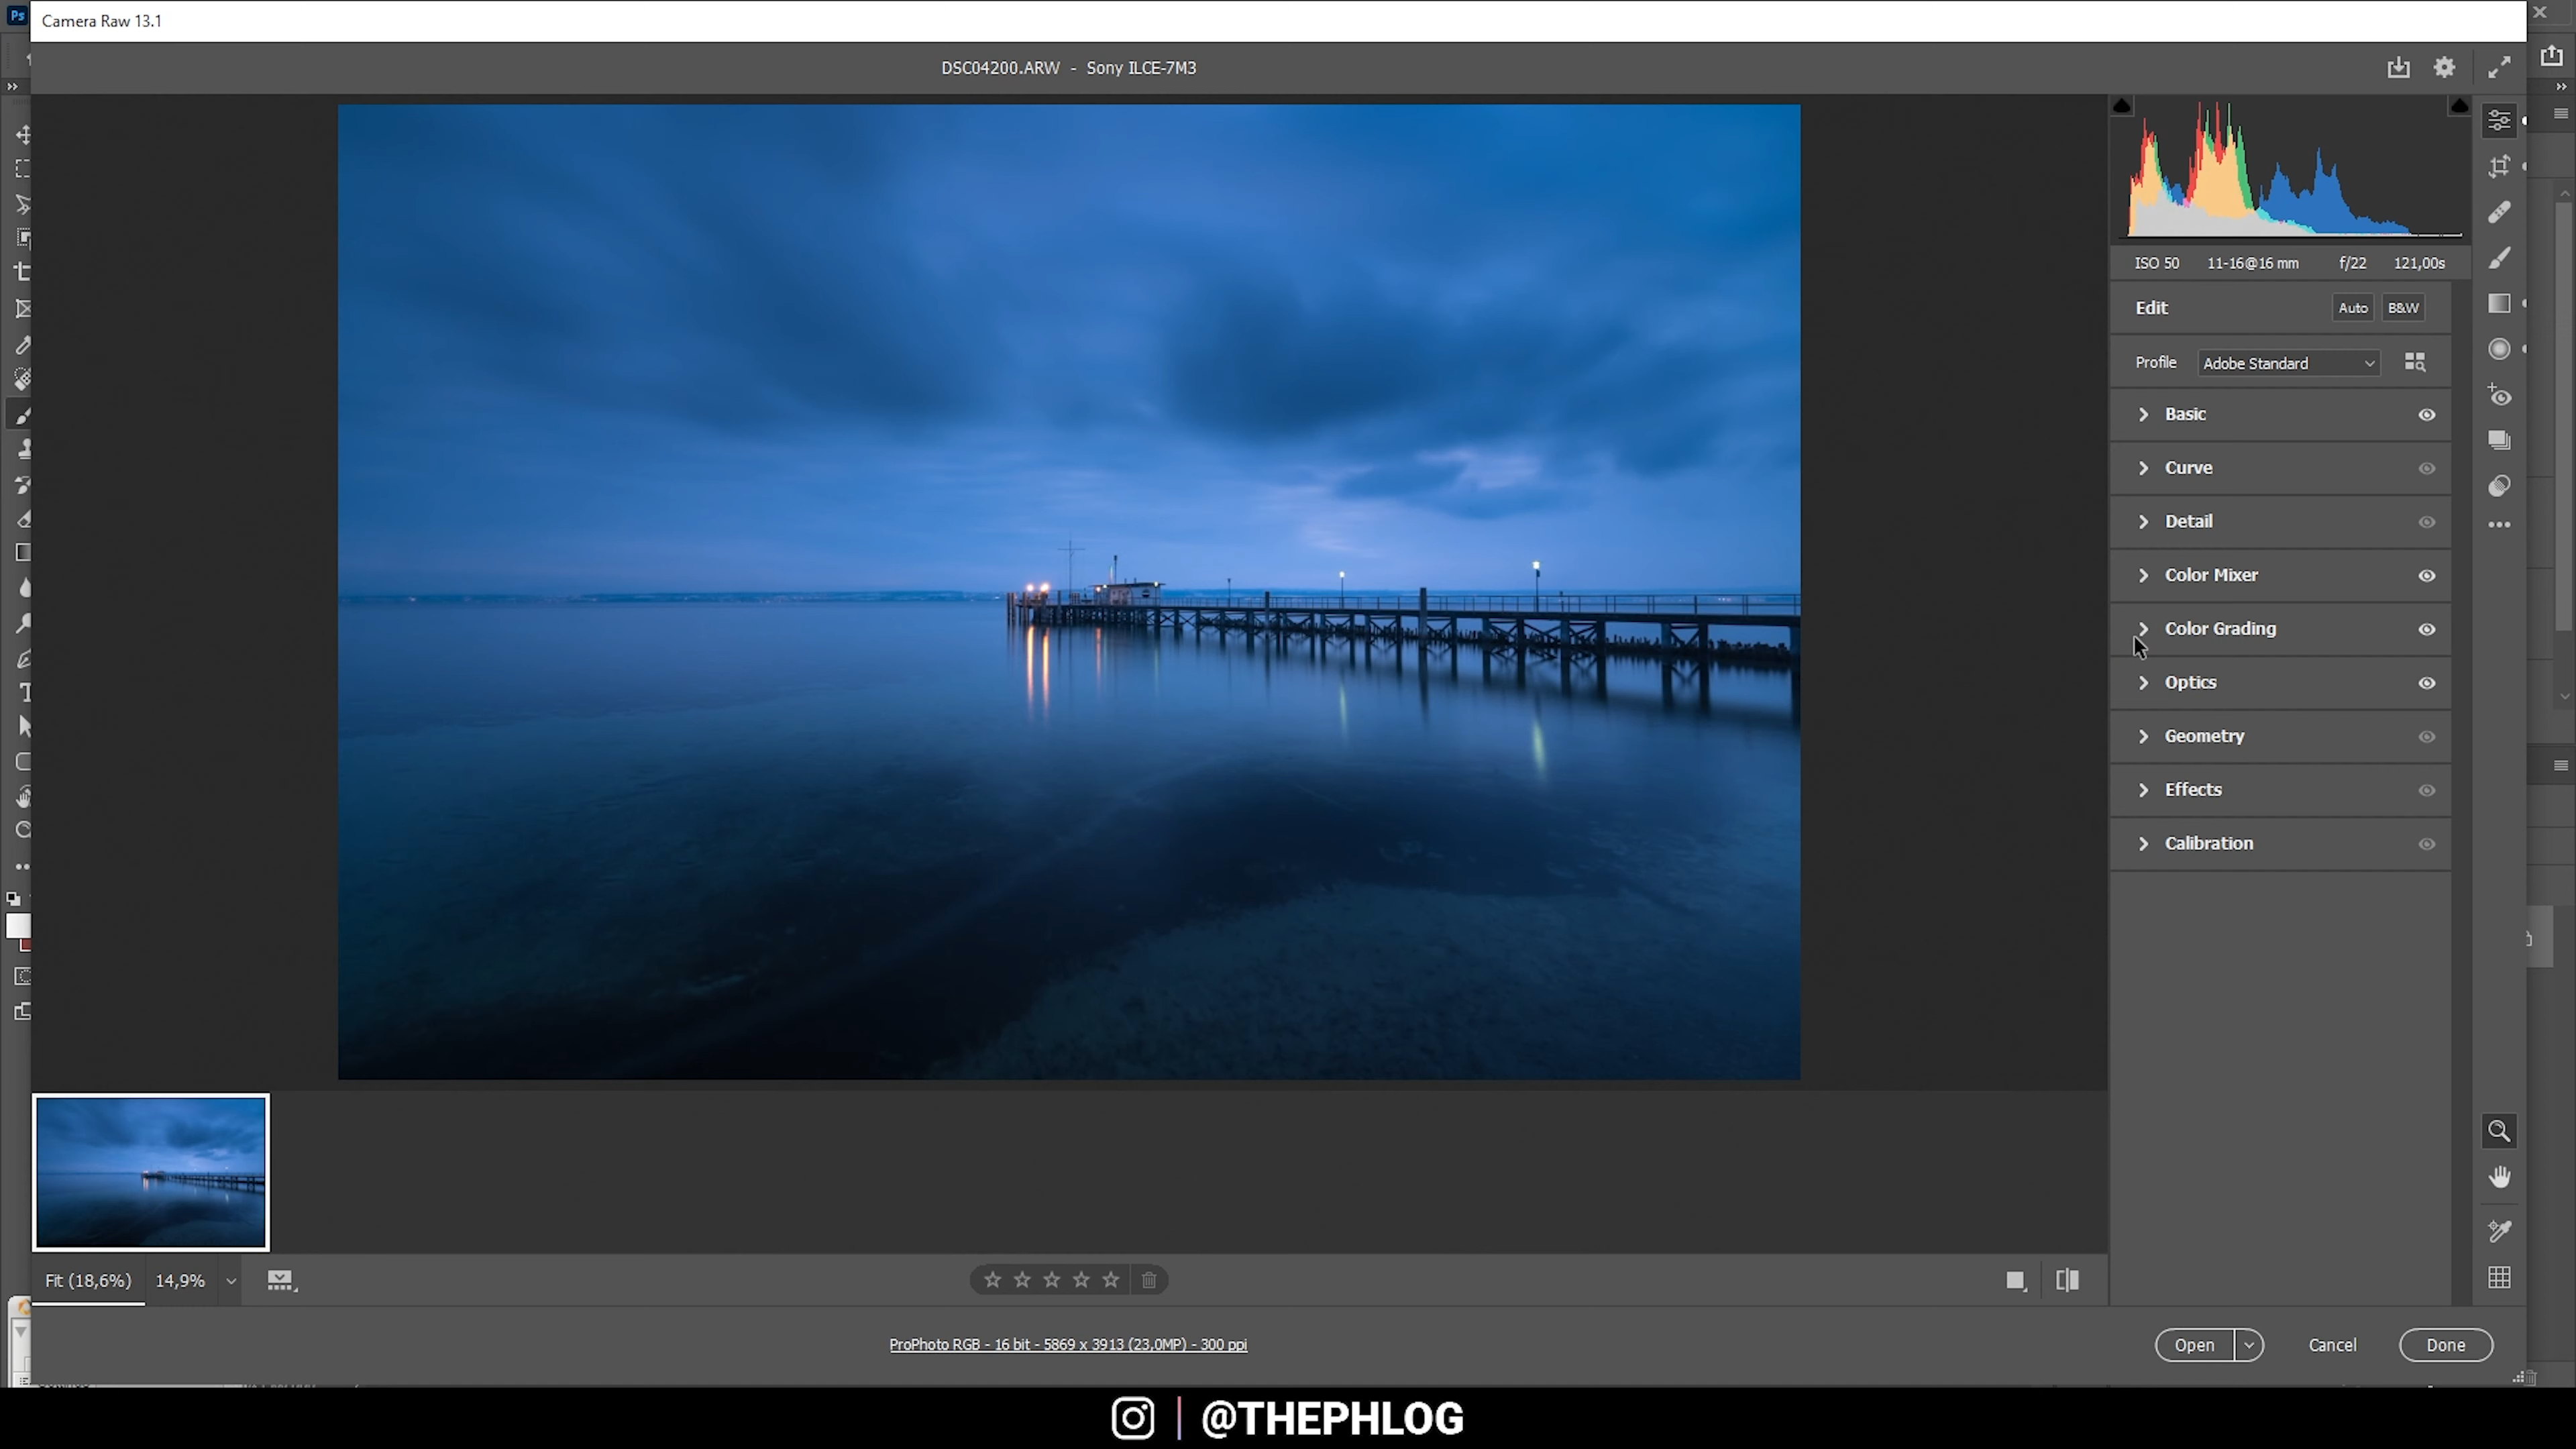 Ps
Camera Raw 13.1
DSC04200.ARW - Sony ILCE-7M3
ISO 50 11-16@16 mm f/22 121,00s
Edit Auto B&W
Profile Adobe Standard
Basic
Curve
Detail
Color Mixer
Color Grading
Optics
Geometry
Effects
Calibration
Fit (18,6%) 14,9%
ProPhoto RGB - 16 bit - 5869 x 3913 (23,0MP) - 300 ppi
Open Cancel Done
@THEPHLOG